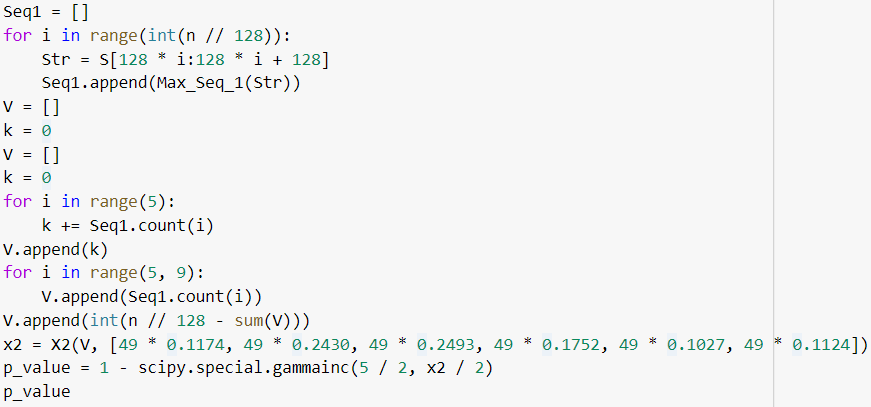 Seq1 = []
for i in range(int(n // 128)):
    Str = S[128 * i:128 * i + 128]
    Seq1.append(Max_Seq_1(Str))
V = []
k = 0
V = []
k = 0
for i in range(5):
    k += Seq1.count(i)
V.append(k)
for i in range(5, 9):
    V.append(Seq1.count(i))
V.append(int(n // 128 - sum(V)))
x2 = X2(V, [49 * 0.1174, 49 * 0.2430, 49 * 0.2493, 49 * 0.1752, 49 * 0.1027, 49 * 0.1124])
p_value = 1 - scipy.special.gammainc(5 / 2, x2 / 2)
p_value